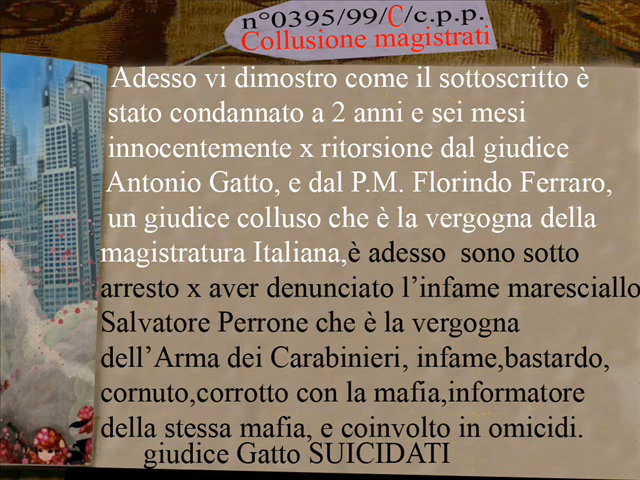 n°0395/99/C/c.p.p.
Collusione magistrati
Adesso vi dimostro come il sottoscritto è
stato condannato a 2 anni e sei mesi
innocentemente x ritorsione dal giudice
Antonio Gatto, e dal P.M. Florindo Ferraro,
un giudice colluso che è la vergogna della
magistratura Italiana,è adesso sono sotto
arresto x aver denunciato l’infame maresciallo
Salvatore Perrone che è la vergogna
dell’Arma dei Carabinieri, infame,bastardo,
cornuto,corrotto con la mafia,informatore
della stessa mafia, e coinvolto in omicidi.
giudice Gatto SUICIDATI